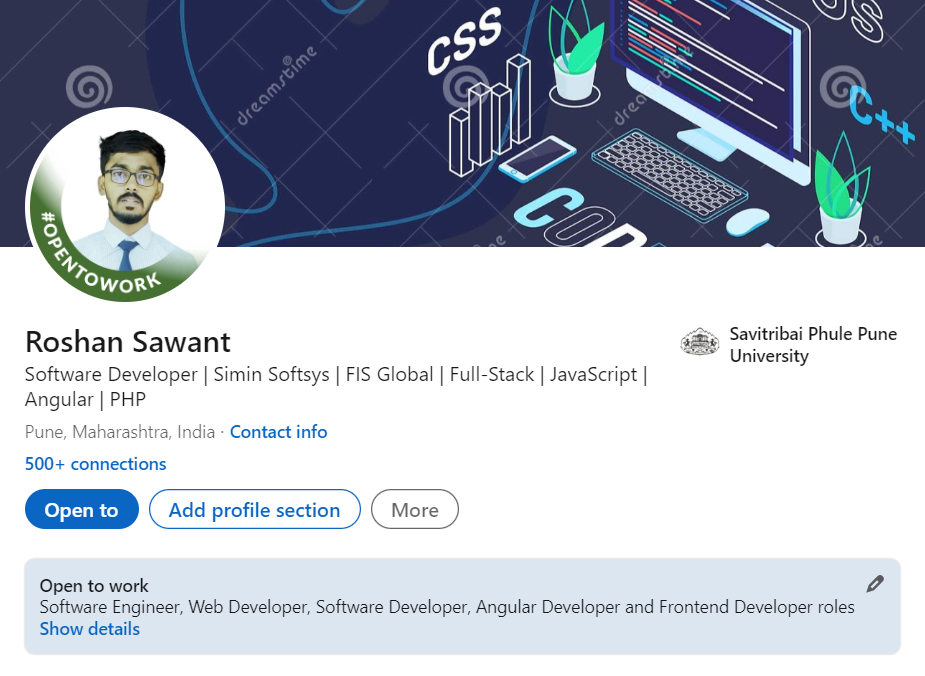 CSS
dreamstime
dreamstime
C++
#OPENTOWORK
Roshan Sawant
Savitribai Phule Pune
University
Software Developer | Simin Softsys | FIS Global | Full-Stack | JavaScript |
Angular | PHP
Pune, Maharashtra, India · Contact info
500+ connections
Open to
Add profile section
More
Open to work
Software Engineer, Web Developer, Software Developer, Angular Developer and Frontend Developer roles
Show details